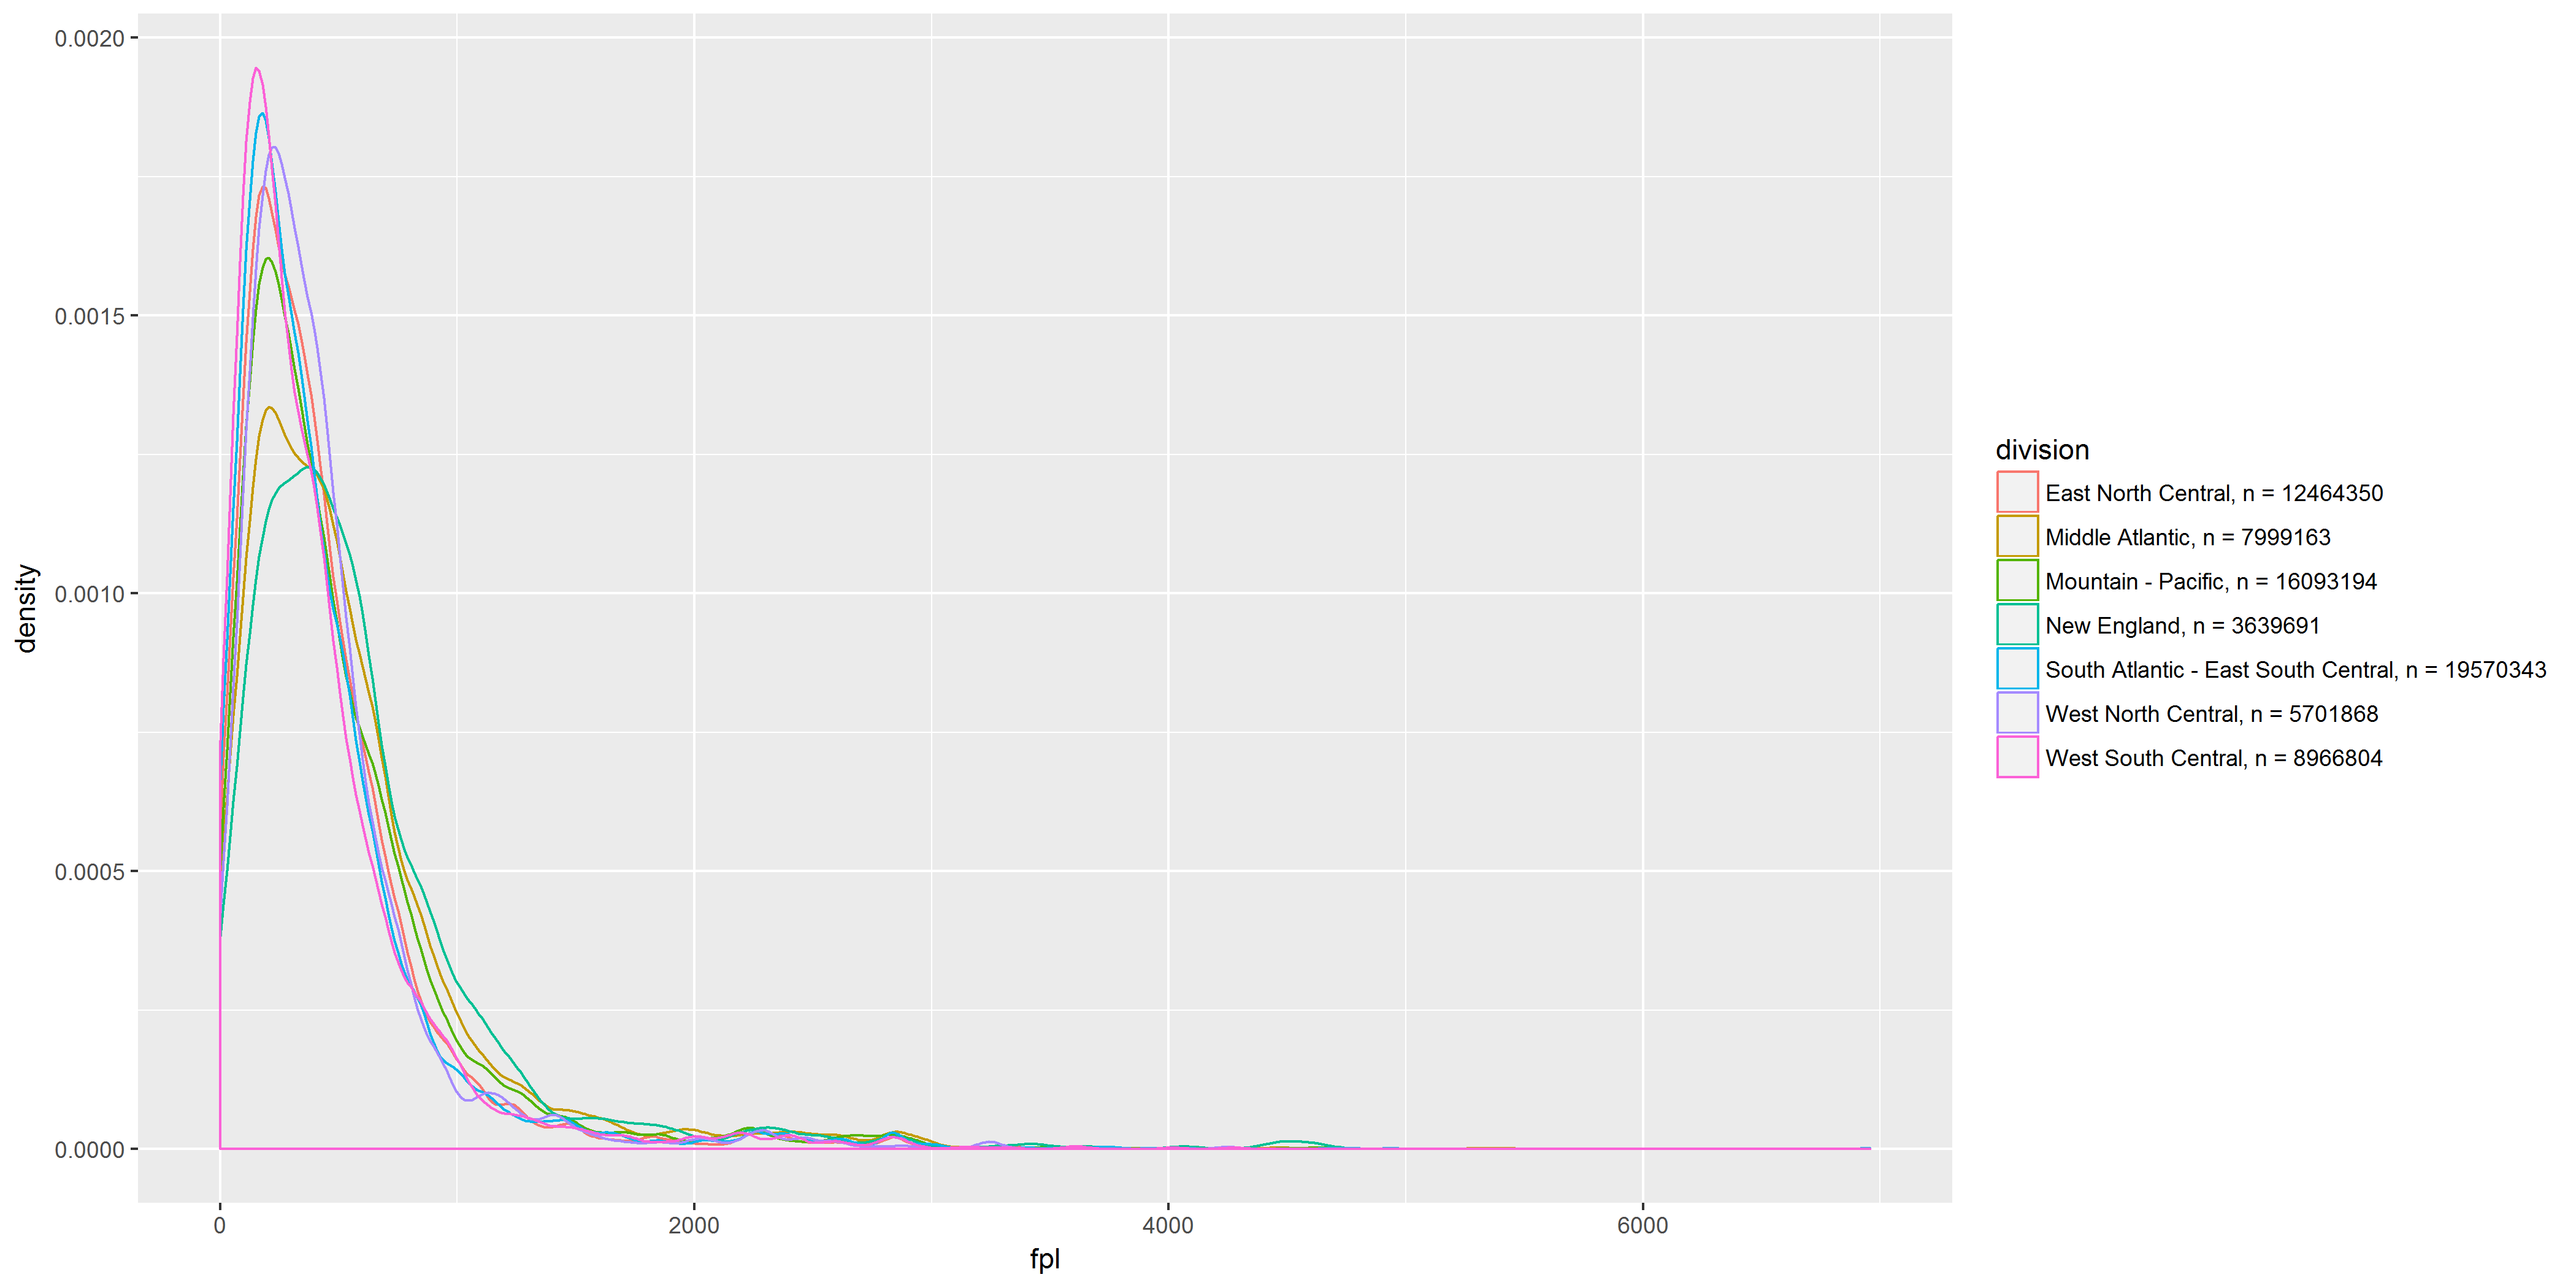 0.0020
0.0015
0.0010
0.0005
0.0000
density
0
2000
4000
6000
fpl
division
East North Central, n = 12464350
Middle Atlantic, n = 7999163
Mountain - Pacific, n = 16093194
New England, n = 3639691
South Atlantic - East South Central, n = 19570343
West North Central, n = 5701868
West South Central, n = 8966804